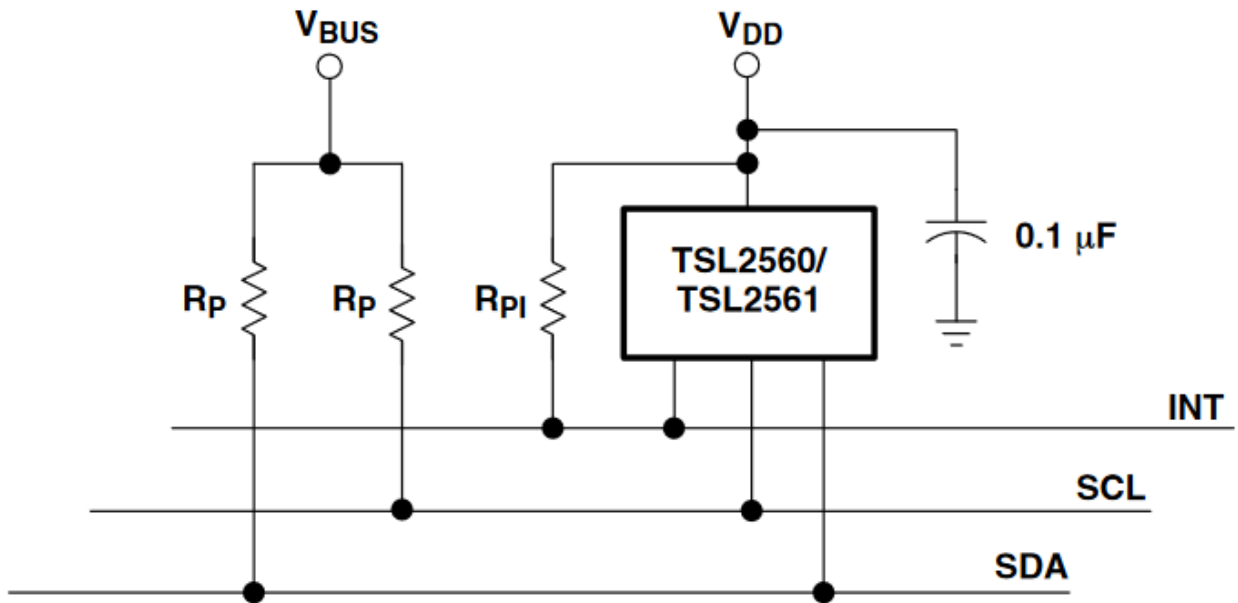 VBUS
VDD
TSL2560/
TSL2561
0.1 μF
RP
RP
RPI
INT
SCL
SDA